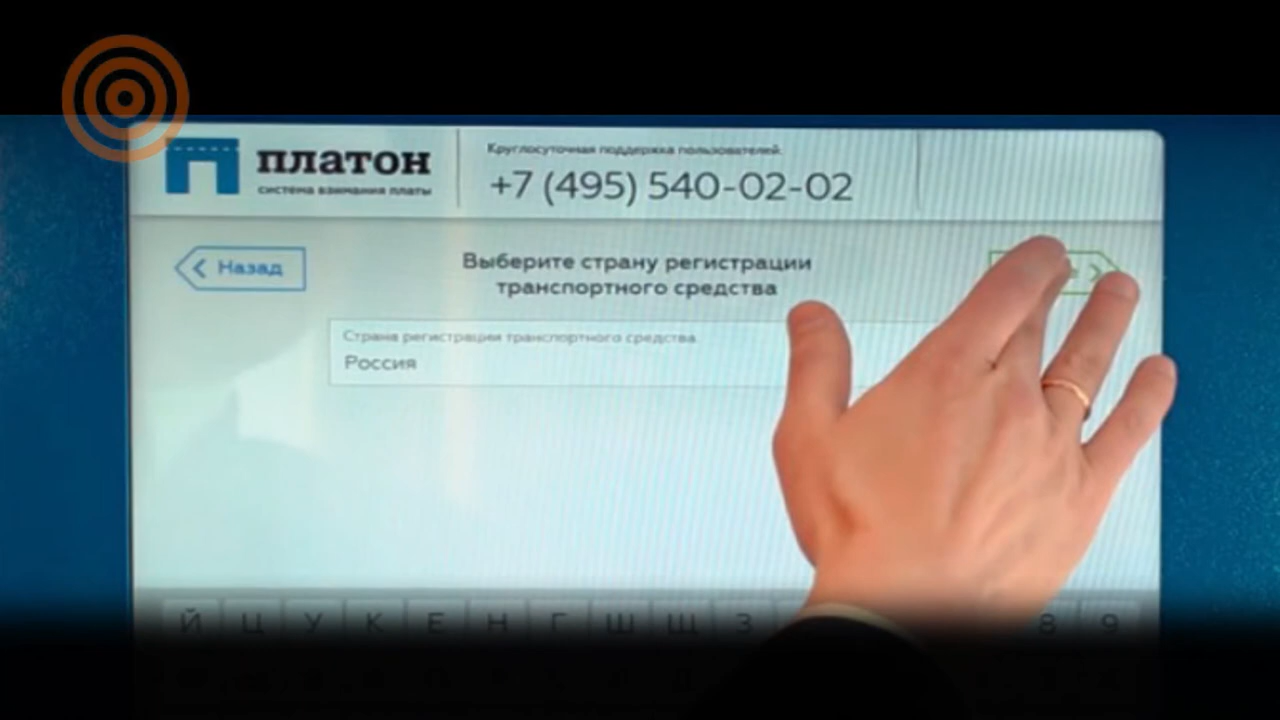 платон
система взимания платы
Круглосуточная поддержка пользователей:
+7 (495) 540-02-02
Назад
Выберите страну регистрации
транспортного средства
Страна регистрации транспортного средства
Россия
Й Ц У К Е Н Г Ш Щ З 8 9